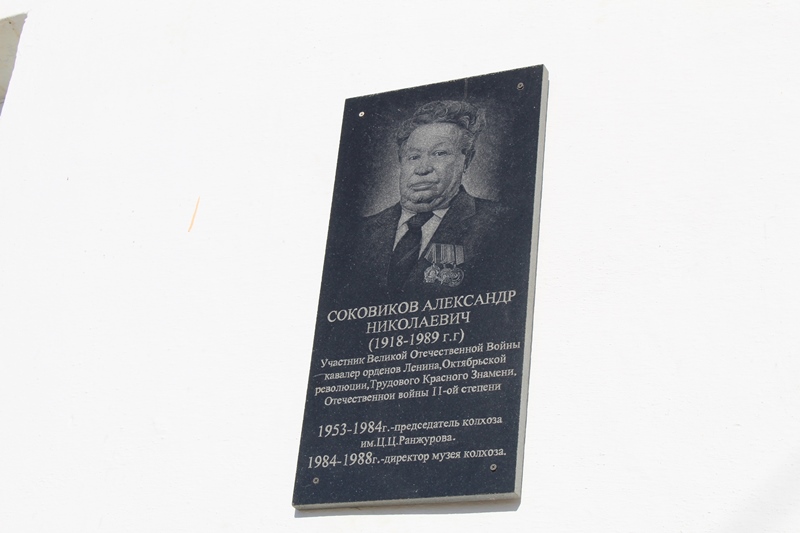 СОКОВИКОВ АЛЕКСАНДР
НИКОЛАЕВИЧ
(1918-1989 г.г)
Участник Великой Отечественной Войны
кавалер орденов Ленина,Октябрьской
революции,Трудового Красного Знамени,
Отечественнои войны 11-ой степени
1953-1984г.-председатель колхоза
им.Ц.Ц.Ранжурова.
1984-1988г.-директор музея колхоза.